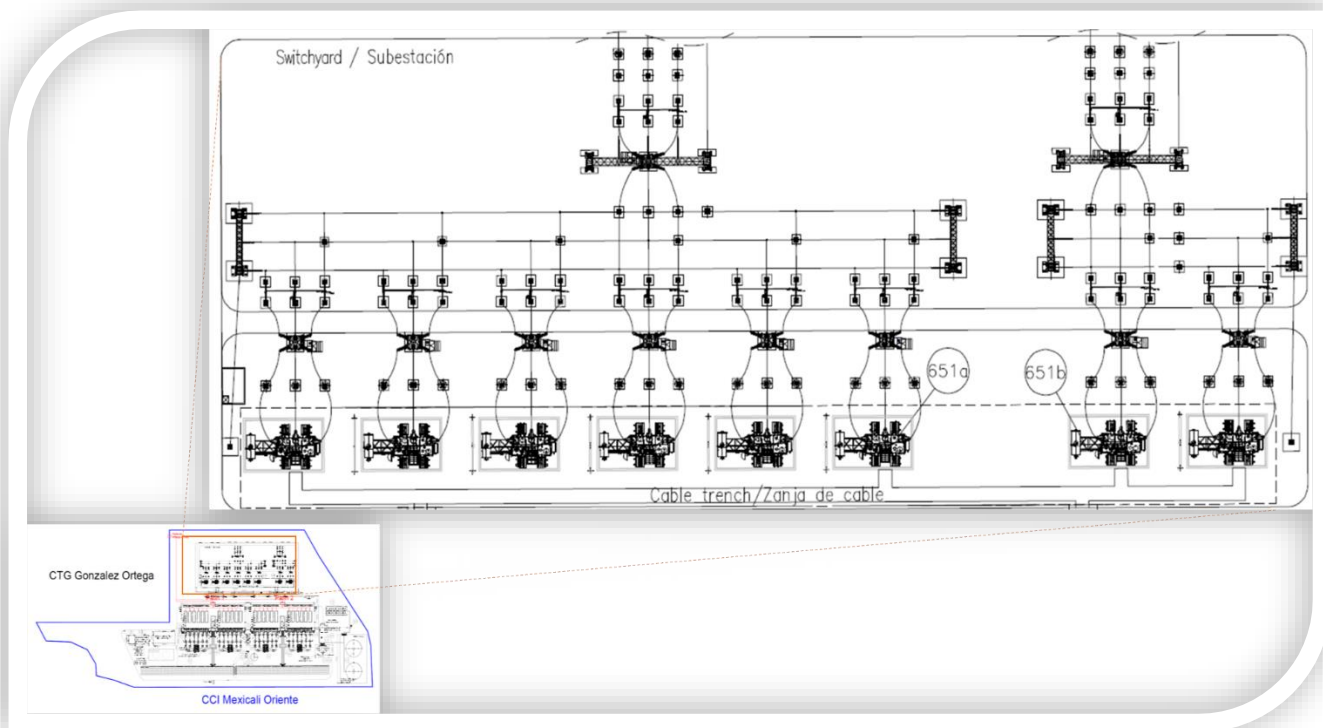 Switchyard / Subestación
651a
651b
Cable trench/Zanja de cable
CTG Gonzalez Ortega
CCI Mexicali Oriente